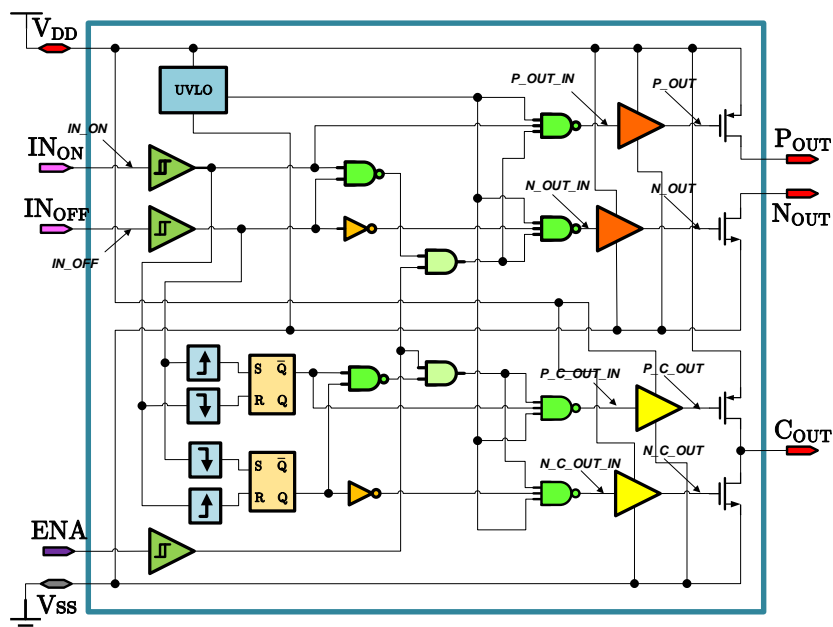 VDD
UVLO
P_OUT_IN
P_OUT
IN_ON
INON
POUT
INOFF
IN_OFF
N_OUT_IN
N_OUT
NOUT
S Q̅
R Q
P_C_OUT_IN
P_C_OUT
COUT
S Q̅
R Q
N_C_OUT_IN
N_C_OUT
ENA
VSS